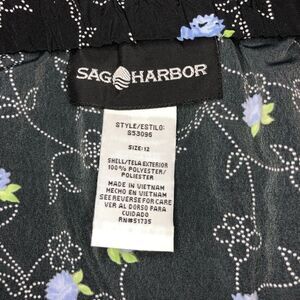 SAG HARBOR
STYLE/ESTILO:
S53096
SIZE:12
SHELL/TELA EXTERIOR
100% POLYESTER/
POLIESTER
MADE IN VIETNAM
HECHO EN VIETNAM
SEE REVERSE FOR CARE
VER AL DORSO PARA
CUIDADO
RN#51735